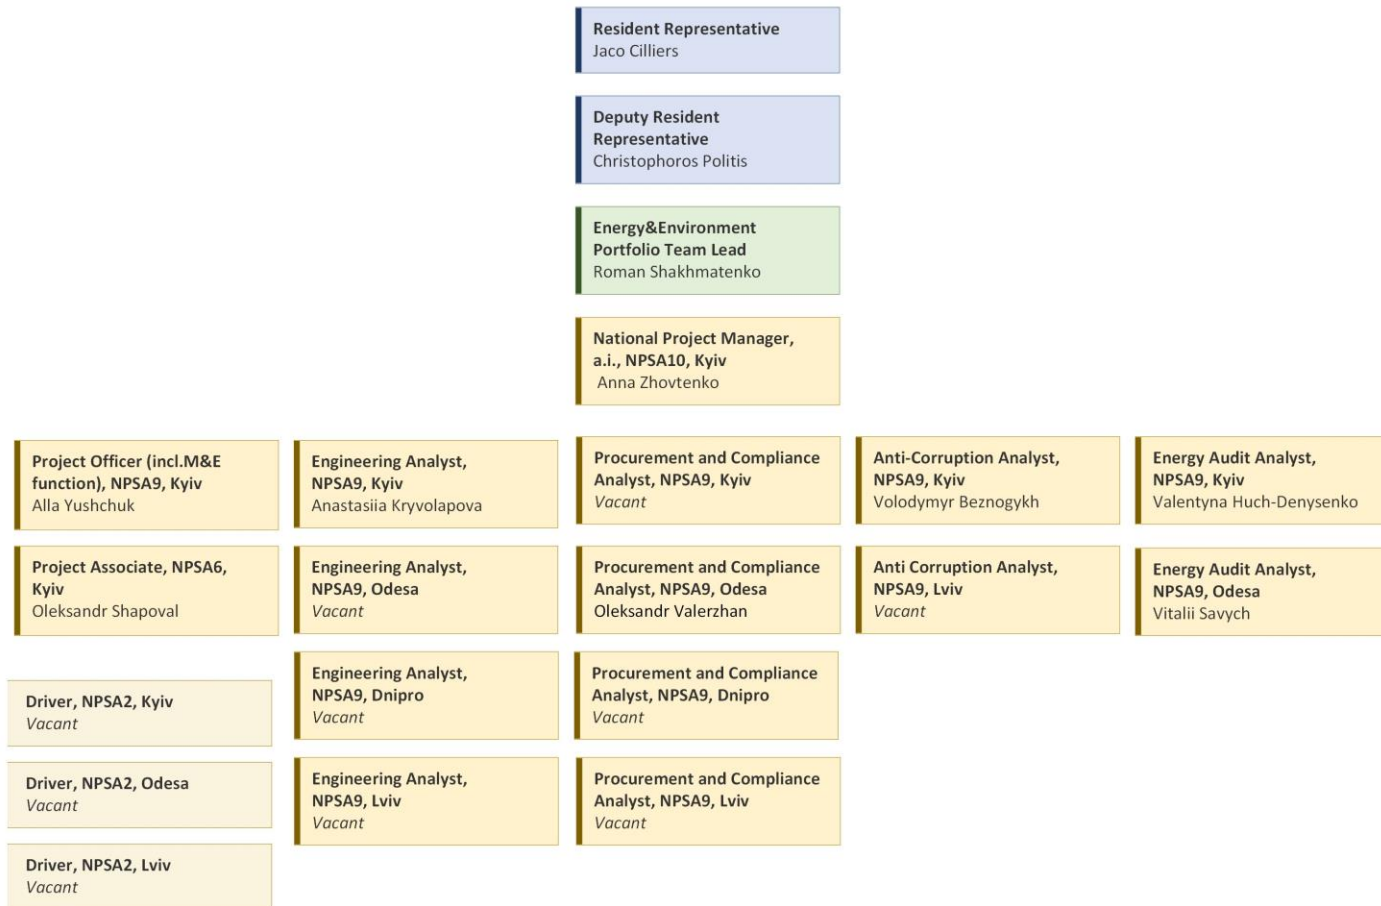 Resident Representative
Jaco Cilliers
Deputy Resident
Representative
Christophoros Politis
Energy&Environment
Portfolio Team Lead
Roman Shakhmatenko
National Project Manager,
a.i., NPSA10, Kyiv
Anna Zhovtenko
Project Officer (incl.M&E
function), NPSA9, Kyiv
Alla Yushchuk
Engineering Analyst,
NPSA9, Kyiv
Anastasiia Kryvolapova
Procurement and Compliance
Analyst, NPSA9, Kyiv
Vacant
Anti-Corruption Analyst,
NPSA9, Kyiv
Volodymyr Beznogykh
Energy Audit Analyst,
NPSA9, Kyiv
Valentyna Huch-Denysenko
Project Associate, NPSA6,
Kyiv
Oleksandr Shapoval
Engineering Analyst,
NPSA9, Odesa
Vacant
Procurement and Compliance
Analyst, NPSA9, Odesa
Oleksandr Valerzhan
Anti Corruption Analyst,
NPSA9, Lviv
Vacant
Energy Audit Analyst,
NPSA9, Odesa
Vitalii Savych
Driver, NPSA2, Kyiv
Vacant
Engineering Analyst,
NPSA9, Dnipro
Vacant
Procurement and Compliance
Analyst, NPSA9, Dnipro
Vacant
Driver, NPSA2, Odesa
Vacant
Engineering Analyst,
NPSA9, Lviv
Vacant
Procurement and Compliance
Analyst, NPSA9, Lviv
Vacant
Driver, NPSA2, Lviv
Vacant